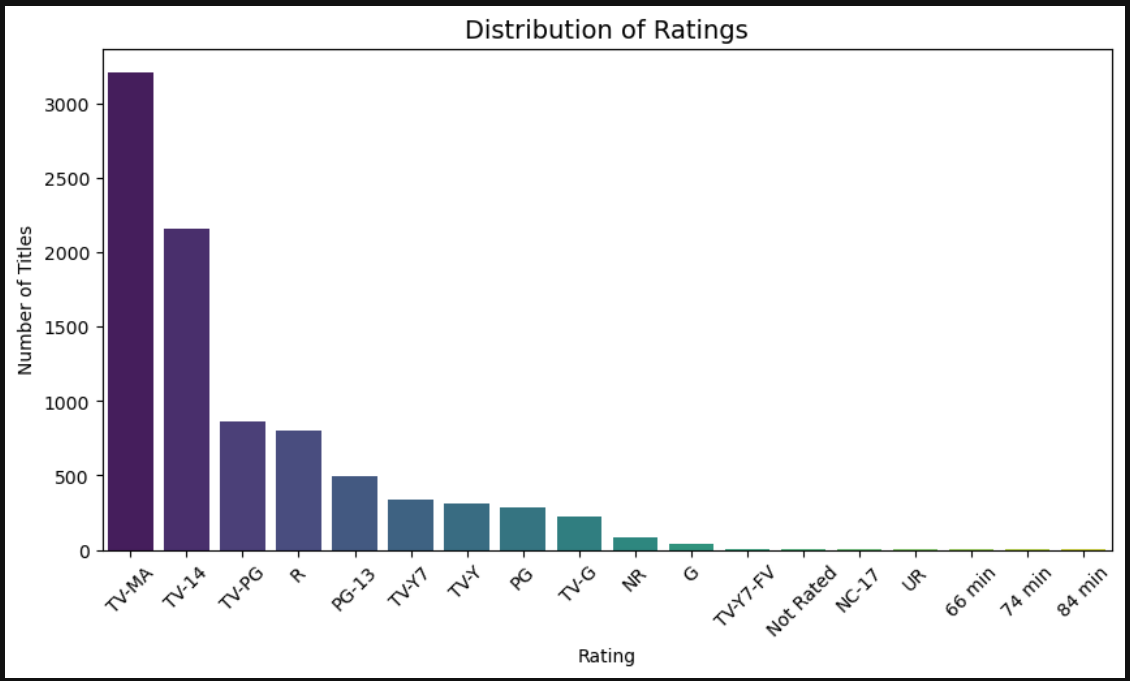 Distribution of Ratings
Number of Titles
3000
2500
2000
1500
1000
500
0
TV-MA
TV-14
TV-PG
R
PG-13
TV-Y7
TV-Y
PG
TV-G
NR
G
TV-Y7-FV
Not Rated
NC-17
UR
66 min
74 min
84 min
Rating